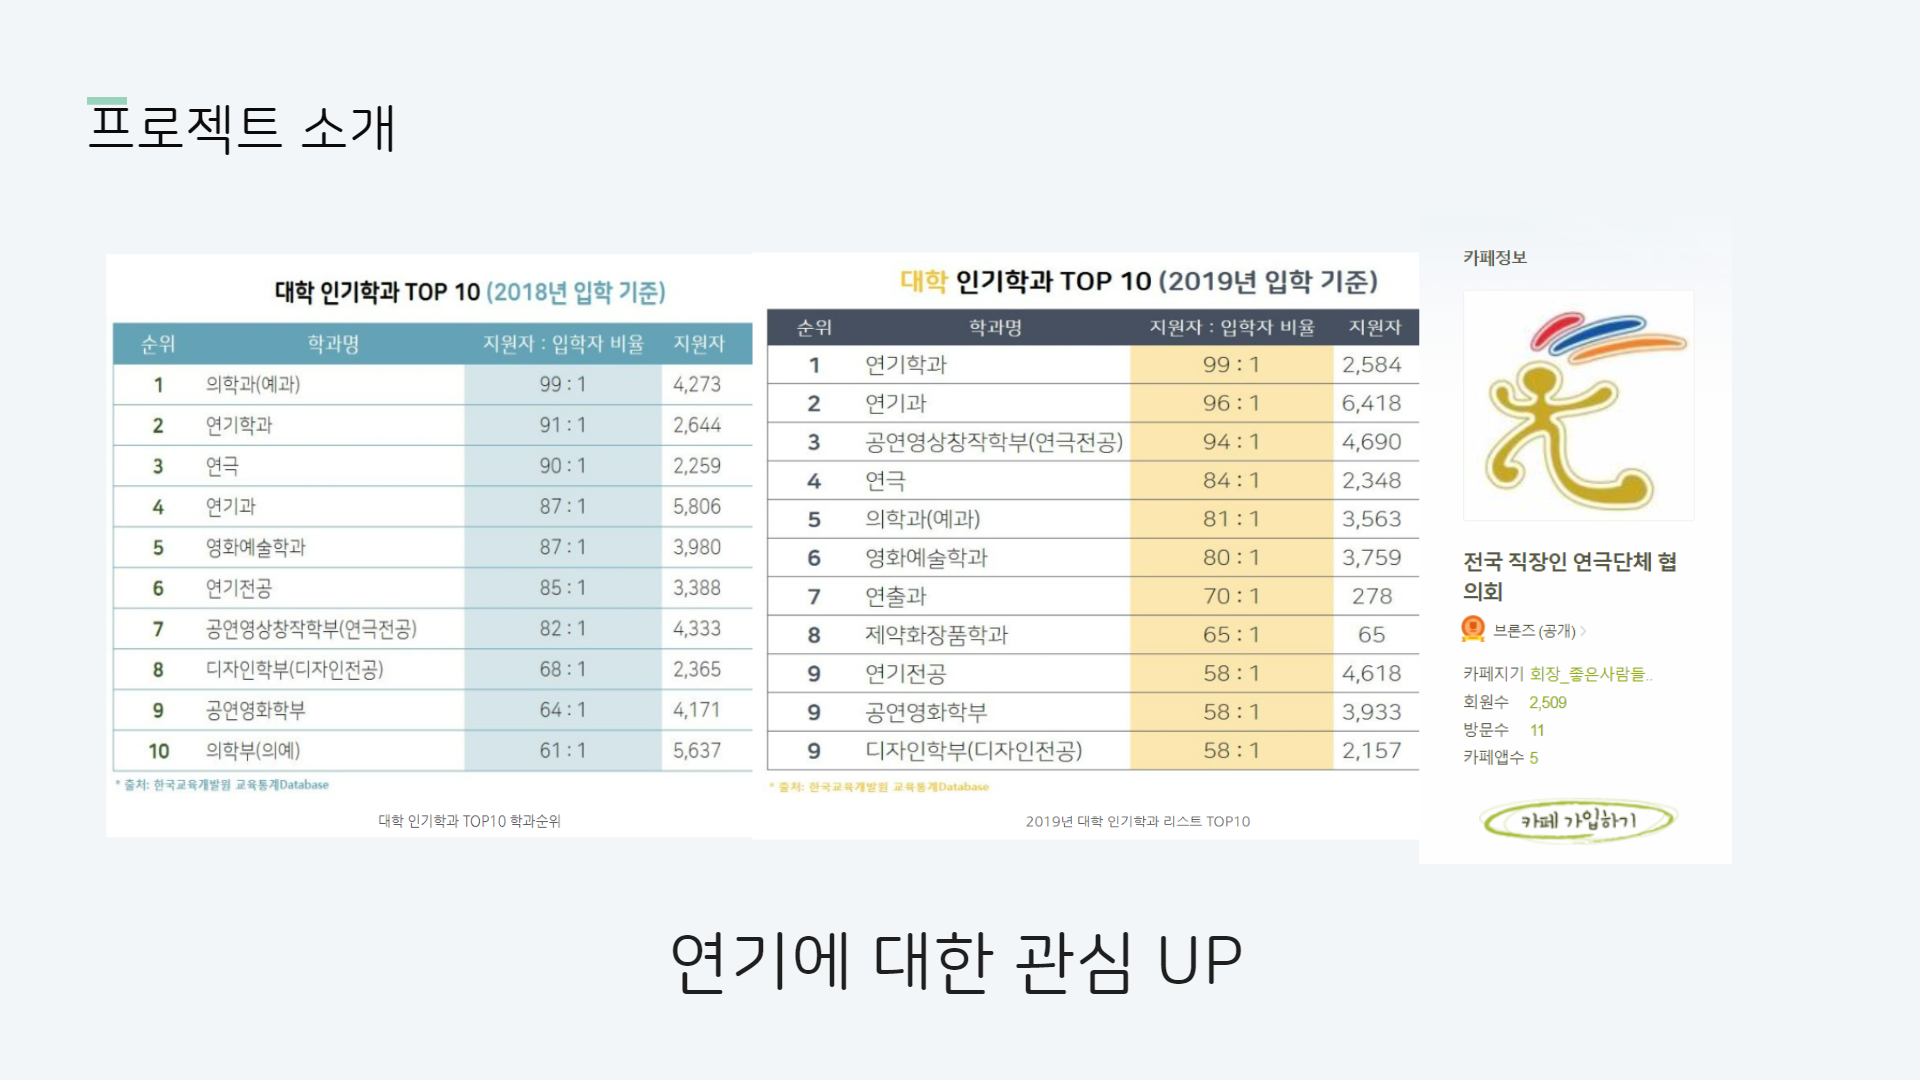 프로젝트 소개
대학 인기학과 TOP 10 (2018년 입학 기준)
순위 학과명 지원자 : 입학자 비율 지원자
1 의학과(예과) 99 : 1 4,273
2 연기학과 91 : 1 2,644
3 연극 90 : 1 2,259
4 연기과 87 : 1 5,806
5 영화예술학과 87 : 1 3,980
6 연기전공 85 : 1 3,388
7 공연영상창작학부(연극전공) 82 : 1 4,333
8 디자인학부(디자인전공) 68 : 1 2,365
9 공연영화학부 64 : 1 4,171
10 의학부(의예) 61 : 1 5,637
* 출처: 한국교육개발원 교육통계Database
대학 인기학과 TOP10 학과순위
대학 인기학과 TOP 10 (2019년 입학 기준)
순위 학과명 지원자 : 입학자 비율 지원자
1 연기학과 99 : 1 2,584
2 연기과 96 : 1 6,418
3 공연영상창작학부(연극전공) 94 : 1 4,690
4 연극 84 : 1 2,348
5 의학과(예과) 81 : 1 3,563
6 영화예술학과 80 : 1 3,759
7 연출과 70 : 1 278
8 제약화장품학과 65 : 1 65
9 연기전공 58 : 1 4,618
9 공연영화학부 58 : 1 3,933
9 디자인학부(디자인전공) 58 : 1 2,157
* 출처: 한국교육개발원 교육통계Database
2019년 대학 인기학과 리스트 TOP10
카페정보
전국 직장인 연극단체 협
의회
브론즈 (공개)
카페지기 회장_좋은사람들..
회원수 2,509
방문수 11
카페앱수 5
카페 가입하기
연기에 대한 관심 UP